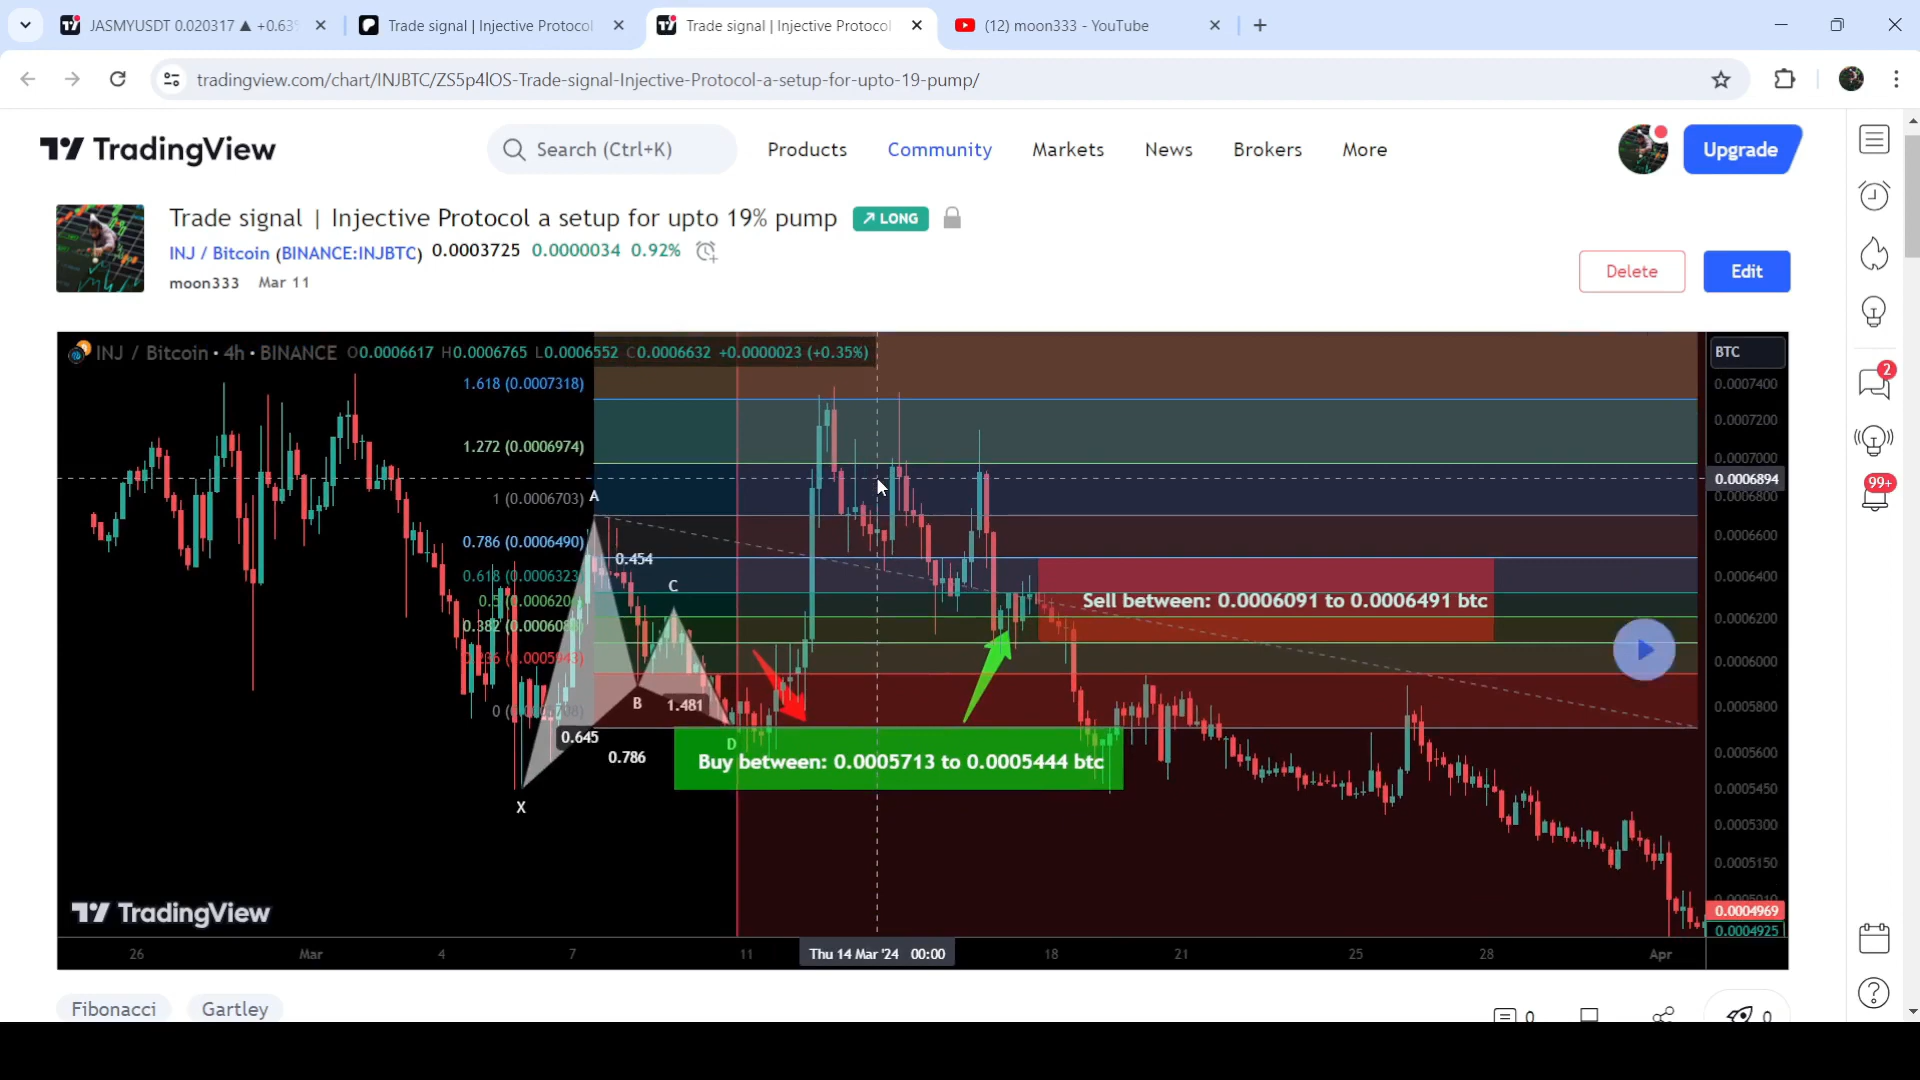 JASMYUSDT 0.020317 ▲ +0.63
Trade signal | Injective Protocol
Trade signal | Injective Protocol
(12) moon333 - YouTube
tradingview.com/chart/INJBTC/ZS5p4lOS-Trade-signal-Injective-Protocol-a-setup-for-upto-19-pump/
TradingView
Search (Ctrl+K)
Products
Community
Markets
News
Brokers
More
Upgrade
Trade signal | Injective Protocol a setup for upto 19% pump
LONG
INJ / Bitcoin (BINANCE:INJBTC) 0.0003725 0.0000034 0.92%
moon333 Mar 11
Delete
Edit
INJ / Bitcoin • 4h • BINANCE O0.0006617 H0.0006765 L0.0006552 C0.0006632 +0.0000023 (+0.35%)
BTC
1.618 (0.0007318)
0.0007400
0.0007200
1.272 (0.0006974)
0.0007000
0.0006894
1 (0.0006703)
A
0.0006800
0.786 (0.0006490)
0.0006600
0.454
0.618 (0.0006323)
0.0006400
C
Sell between: 0.0006091 to 0.0006491 btc
0.0006200
0.0006000
B
1.481
0.0005800
0.645
D
0.786
Buy between: 0.0005713 to 0.0005444 btc
0.0005600
0.0005450
X
0.0005300
0.0005150
0.0004969
0.0004925
TradingView
26
Mar
4
7
11
Thu 14 Mar '24 00:00
18
21
25
28
Apr
2
99+
Fibonacci
Gartley
0
0